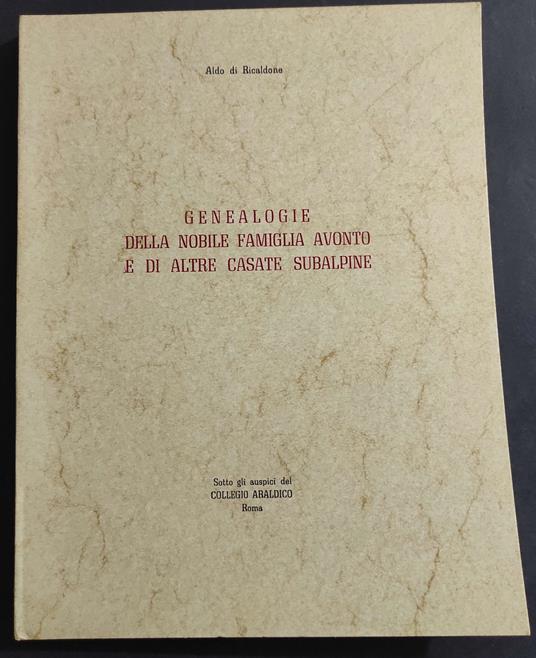 Aldo di Ricaldone
GENEALOGIE
DELLA NOBILE FAMIGLIA AVONTO
E DI ALTRE CASATE SUBALPINE
Sotto gli auspici del
COLLEGIO ARALDICO
Roma